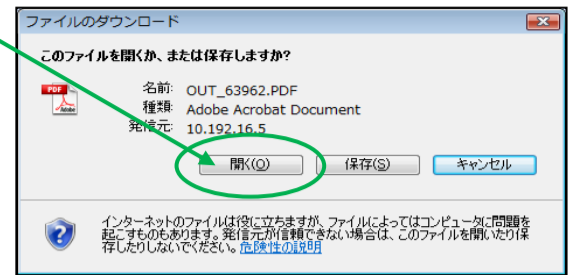 ファイルのダウンロード
このファイルを開くか、または保存しますか?
PDF
Adobe
名前: OUT_63962.PDF
種類: Adobe Acrobat Document
発信元: 10.192.16.5
開く(O) 保存(S) キャンセル
インターネットのファイルは役に立ちますが、ファイルによってはコンピュータに問題を
起こすものもあります。発信元が信頼できない場合は、このファイルを開いたり保
存したりしないでください。危険性の説明